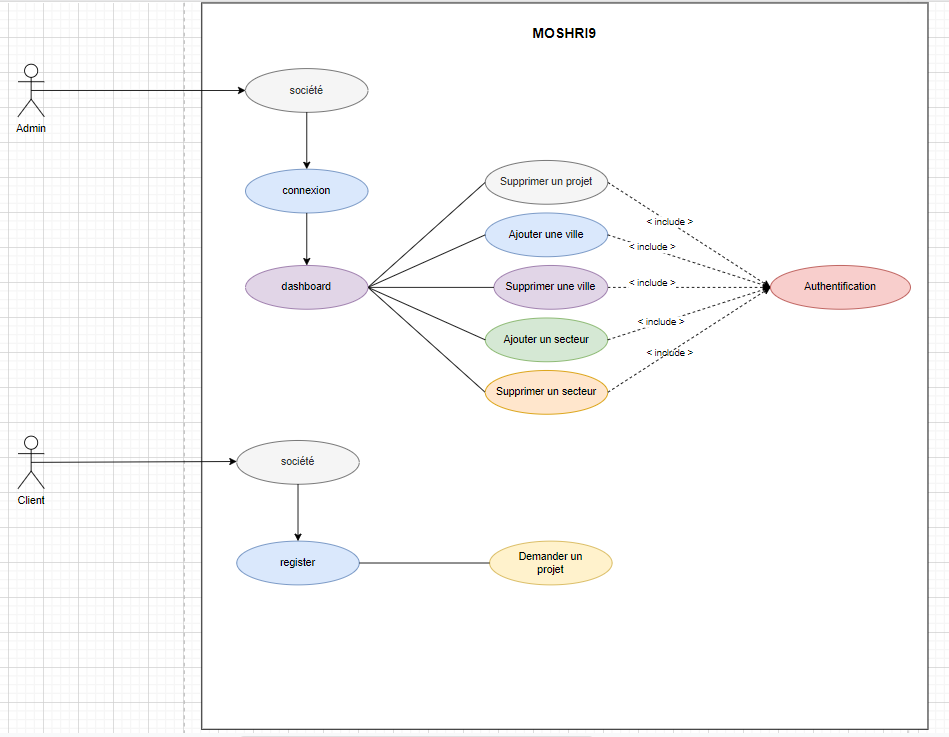 MOSHRI9
société
Admin
connexion
Supprimer un projet
< include >
Ajouter une ville
< include >
dashboard
Supprimer une ville
< include >
Authentification
Ajouter un secteur
< include >
Supprimer un secteur
< include >
société
Client
register
Demander un
projet